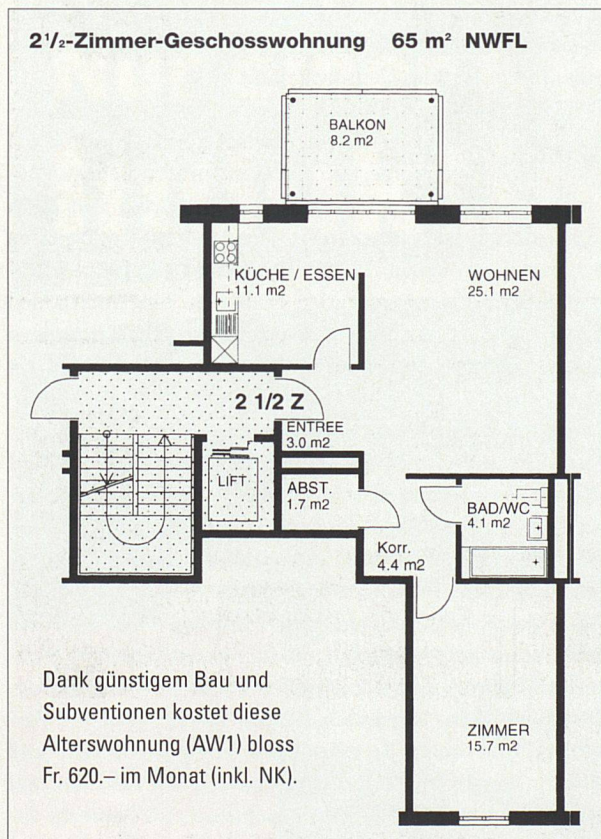 2 1/2-Zimmer-Geschosswohnung 65 m² NWFL
BALKON
8.2 m2
KÜCHE / ESSEN
11.1 m2
WOHNEN
25.1 m2
2 1/2 Z
ENTREE
3.0 m2
LIFT
ABST.
1.7 m2
BAD/WC
4.1 m2
Korr.
4.4 m2
Dank günstigem Bau und
Subventionen kostet diese
Alterswohnung (AW1) bloss
Fr. 620.– im Monat (inkl. NK).
ZIMMER
15.7 m2